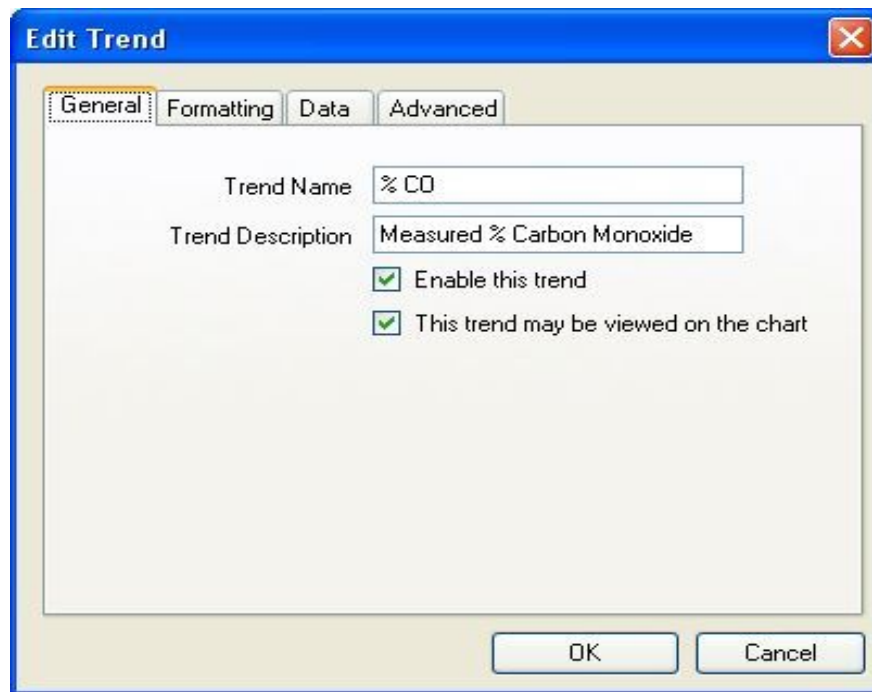 Edit Trend
General Formatting Data Advanced
Trend Name % CO
Trend Description Measured % Carbon Monoxide
Enable this trend
This trend may be viewed on the chart
OK Cancel